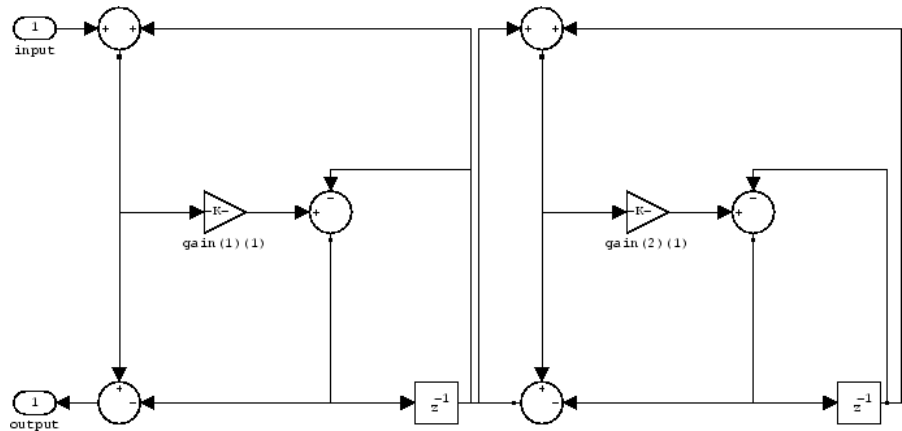 1
input
+ +
+ +
-K-
+
−
gain(1)(1)
-K-
+
−
gain(2)(1)
1
output
+
−
z-1
+
−
z-1